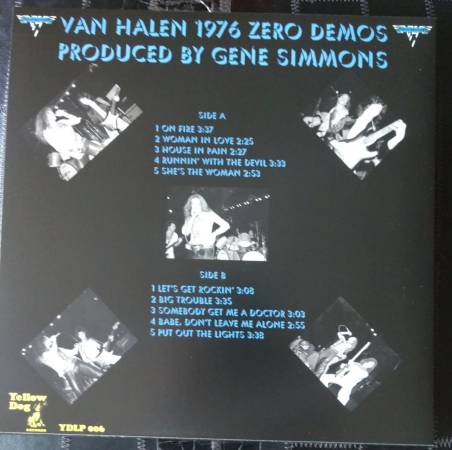 VAN HALEN 1976 ZERO DEMOS
PRODUCED BY GENE SIMMONS
SIDE A
1 ON FIRE 3:37
2 WOMAN IN LOVE 2:25
3 HOUSE IN PAIN 2:27
4 RUNNIN' WITH THE DEVIL 3:33
5 SHE'S THE WOMAN 2:53
SIDE B
1 LET'S GET ROCKIN' 3:08
2 BIG TROUBLE 3:35
3 SOMEBODY GET ME A DOCTOR 3:03
4 BABE, DON'T LEAVE ME ALONE 2:55
5 PUT OUT THE LIGHTS 3:38
Yellow
Dog
RECORDS
YDLP 006